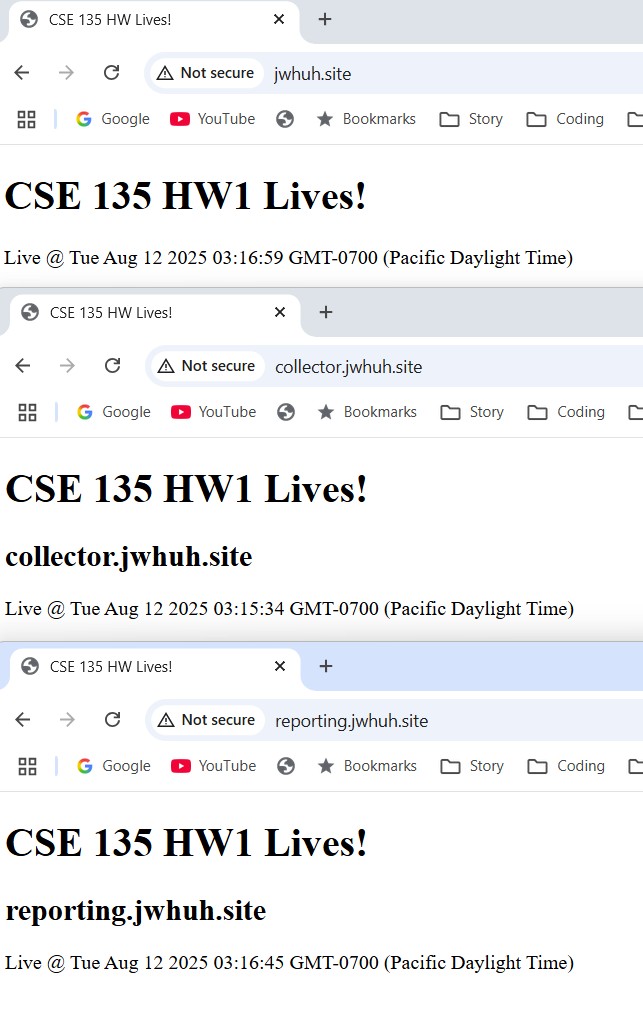 CSE 135 HW Lives!
Not secure jwhuh.site
Google YouTube Bookmarks Story Coding
CSE 135 HW1 Lives!
Live @ Tue Aug 12 2025 03:16:59 GMT-0700 (Pacific Daylight Time)
CSE 135 HW Lives!
Not secure collector.jwhuh.site
Google YouTube Bookmarks Story Coding
CSE 135 HW1 Lives!
collector.jwhuh.site
Live @ Tue Aug 12 2025 03:15:34 GMT-0700 (Pacific Daylight Time)
CSE 135 HW Lives!
Not secure reporting.jwhuh.site
Google YouTube Bookmarks Story Coding
CSE 135 HW1 Lives!
reporting.jwhuh.site
Live @ Tue Aug 12 2025 03:16:45 GMT-0700 (Pacific Daylight Time)